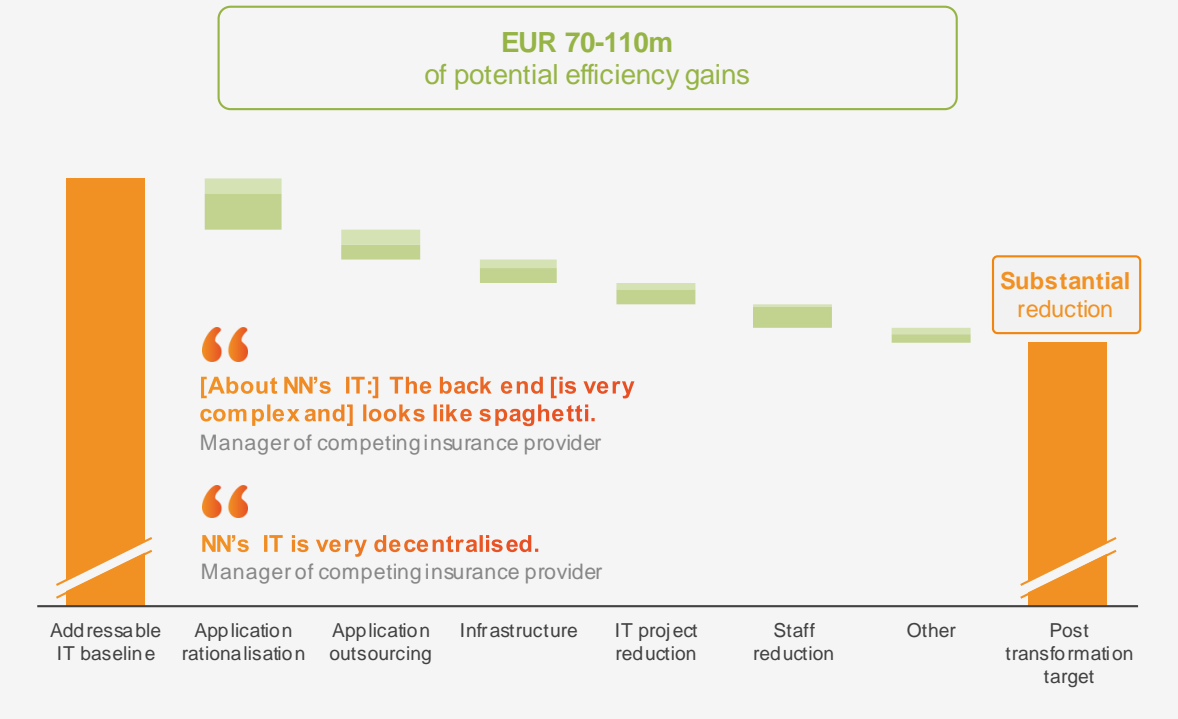 EUR 70-110m
of potential efficiency gains
Substantial
reduction
“
[About NN’s IT:] The back end [is very
complex and] looks like spaghetti.
Manager of competing insurance provider
“
NN’s IT is very decentralised.
Manager of competing insurance provider
Addressable
IT baseline
Application
rationalisation
Application
outsourcing
Infrastructure
IT project
reduction
Staff
reduction
Other
Post
transformation
target